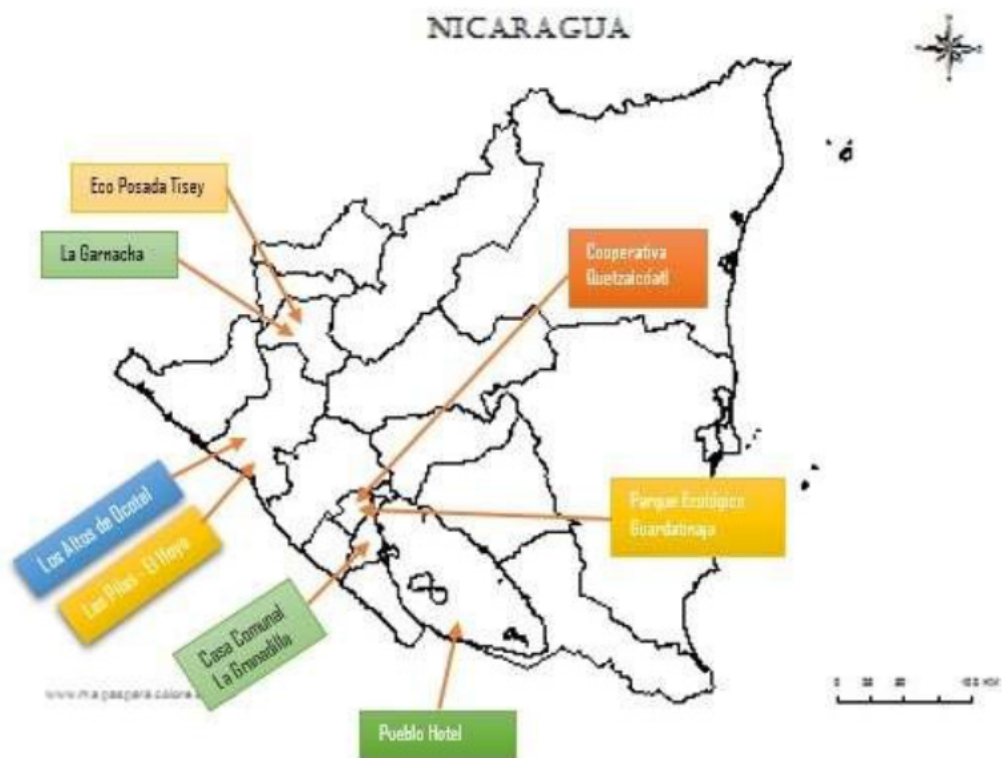 NICARAGUA
Eco Posada Tisey
La Garnacha
Cooperativa
Quetzalcóatl
Los Altos de Ocotal
Las Pilas - El Hoyo
Parque Ecológico
Guardatinaja
Casa Comunal
La Granadilla
Pueblo Hotel